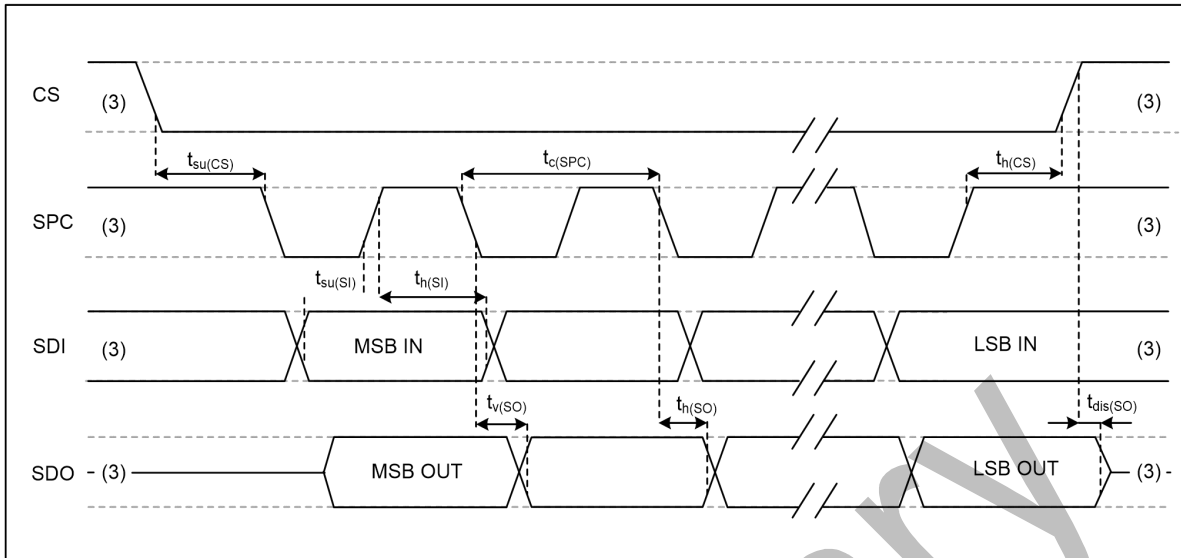 CS (3) (3)
tsu(CS) tc(SPC) th(CS)
SPC (3) (3)
tsu(SI) th(SI)
SDI (3) MSB IN LSB IN (3)
tv(SO) th(SO) tdis(SO)
SDO (3) MSB OUT LSB OUT (3)